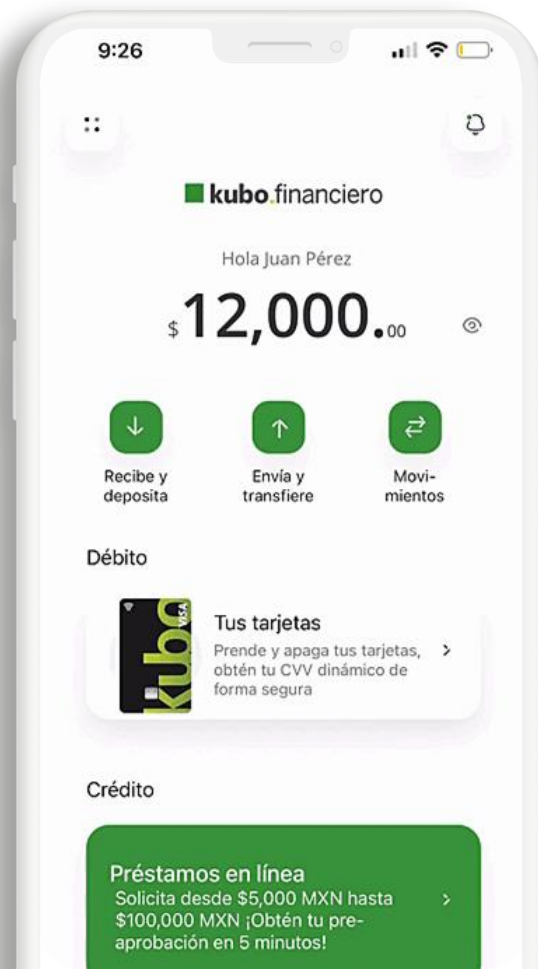 9:26
kubo.financiero
Hola Juan Pérez
$12,000.00
Recibe y
deposita
Envía y
transfiere
Movi-
mientos
Débito
kubo
VISA
Tus tarjetas
Prende y apaga tus tarjetas,
obtén tu CVV dinámico de
forma segura
Crédito
Préstamos en línea
Solicita desde $5,000 MXN hasta
$100,000 MXN ¡Obtén tu pre-
aprobación en 5 minutos!